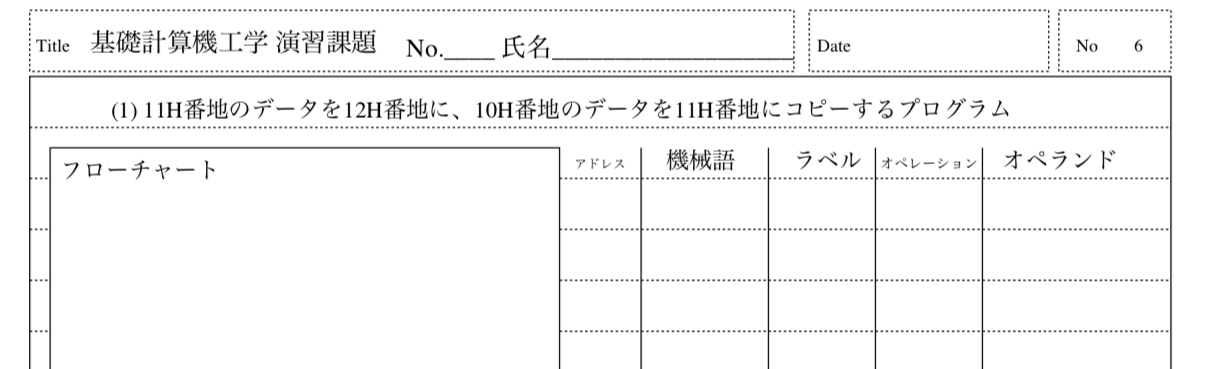 Title 基礎計算機工学 演習課題 No.____ 氏名___________________ Date No 6
(1) 11H番地のデータを12H番地に、10H番地のデータを11H番地にコピーするプログラム
フローチャート アドレス 機械語 ラベル オペレーション オペランド